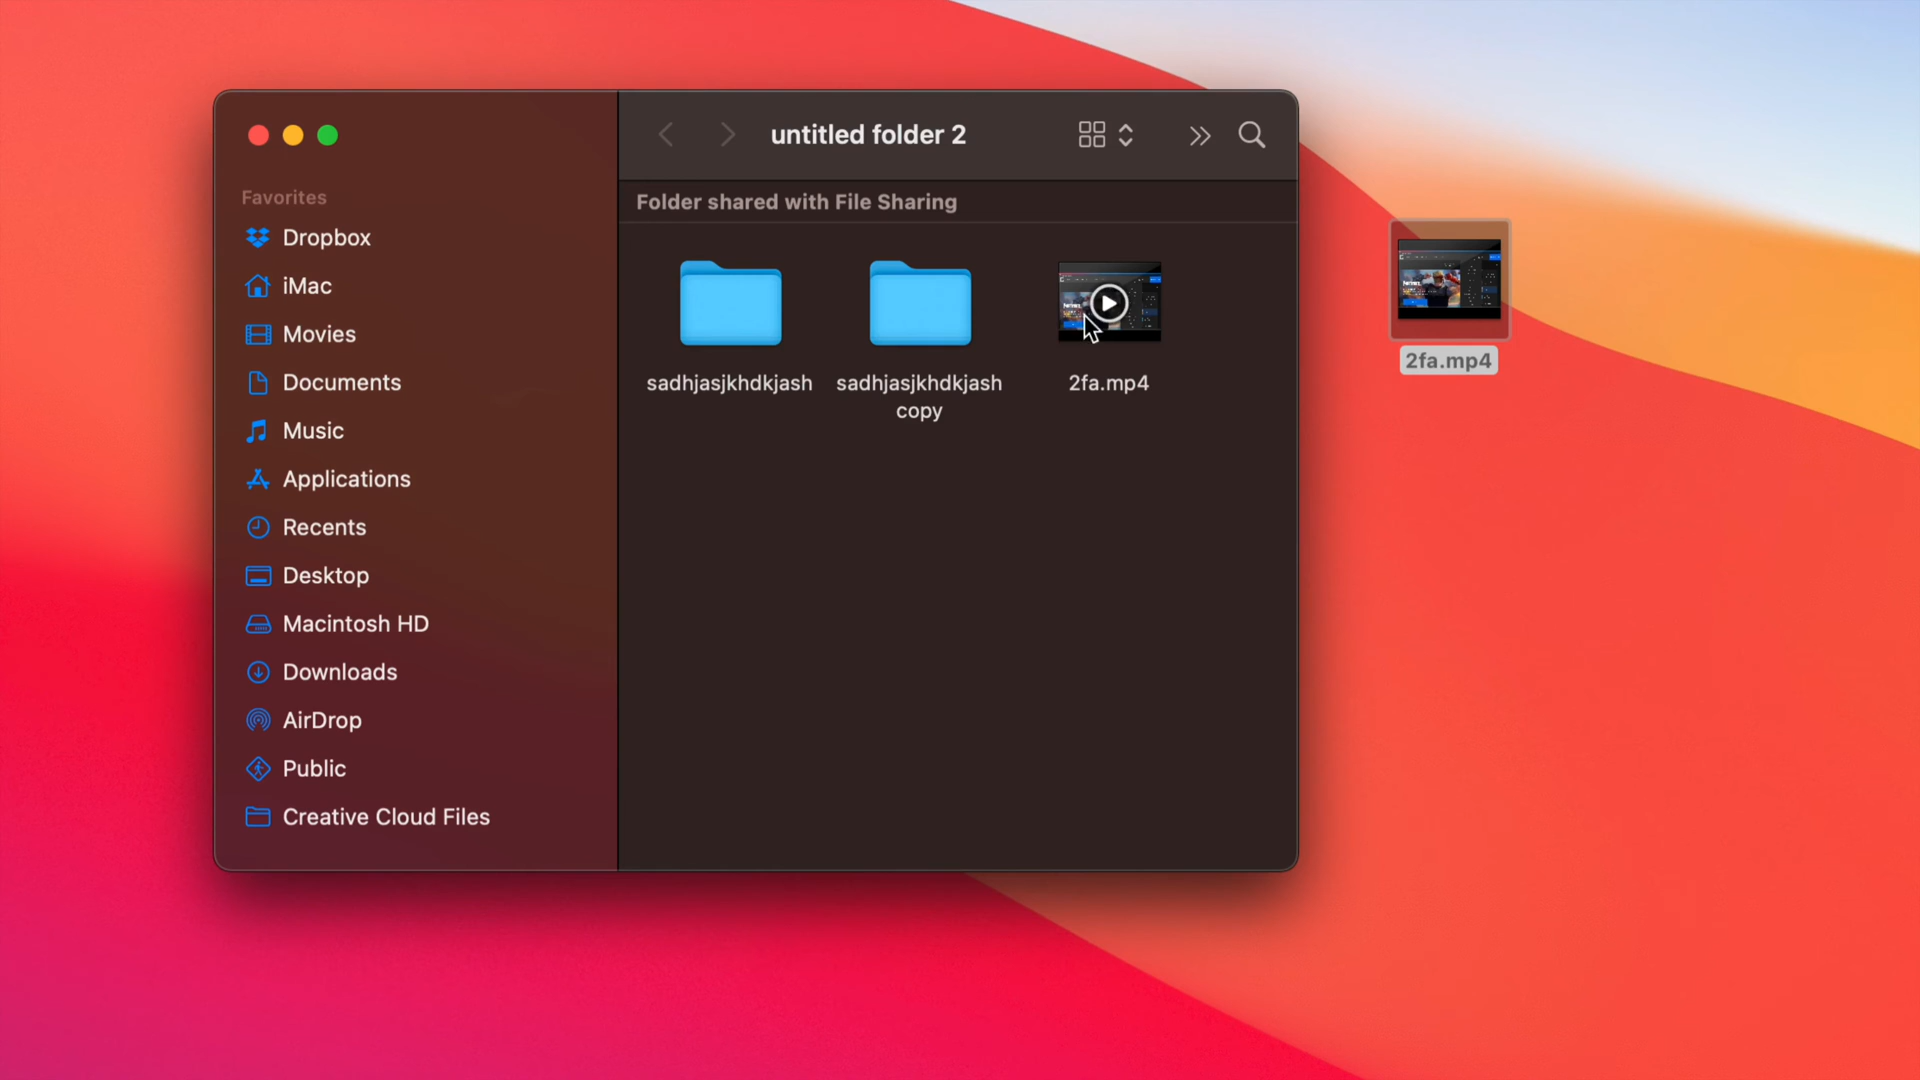 untitled folder 2
Favorites
Dropbox
iMac
Movies
Documents
Music
Applications
Recents
Desktop
Macintosh HD
Downloads
AirDrop
Public
Creative Cloud Files
Folder shared with File Sharing
sadhjasjkhdkjash
sadhjasjkhdkjash
copy
2fa.mp4
2fa.mp4